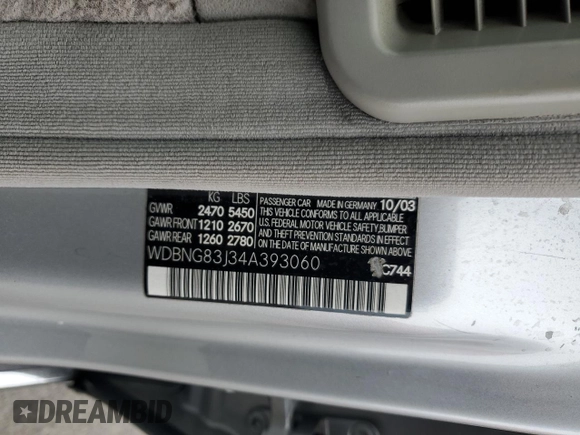 KG LBS
GVWR 2470 5450
GAWR FRONT 1210 2670
GAWR REAR 1260 2780
PASSENGER CAR MADE IN GERMANY 10/03
THIS VEHICLE CONFORMS TO ALL APPLICABLE
U.S. FEDERAL MOTOR VEHICLE SAFETY,BUMPER
AND THEFT PREVENTION STANDARDS IN EFFECT
ON THE DATE OF MANUFACTURE SHOWN ABOVE.
WDBNG83J34A393060
C744
DREAMBID